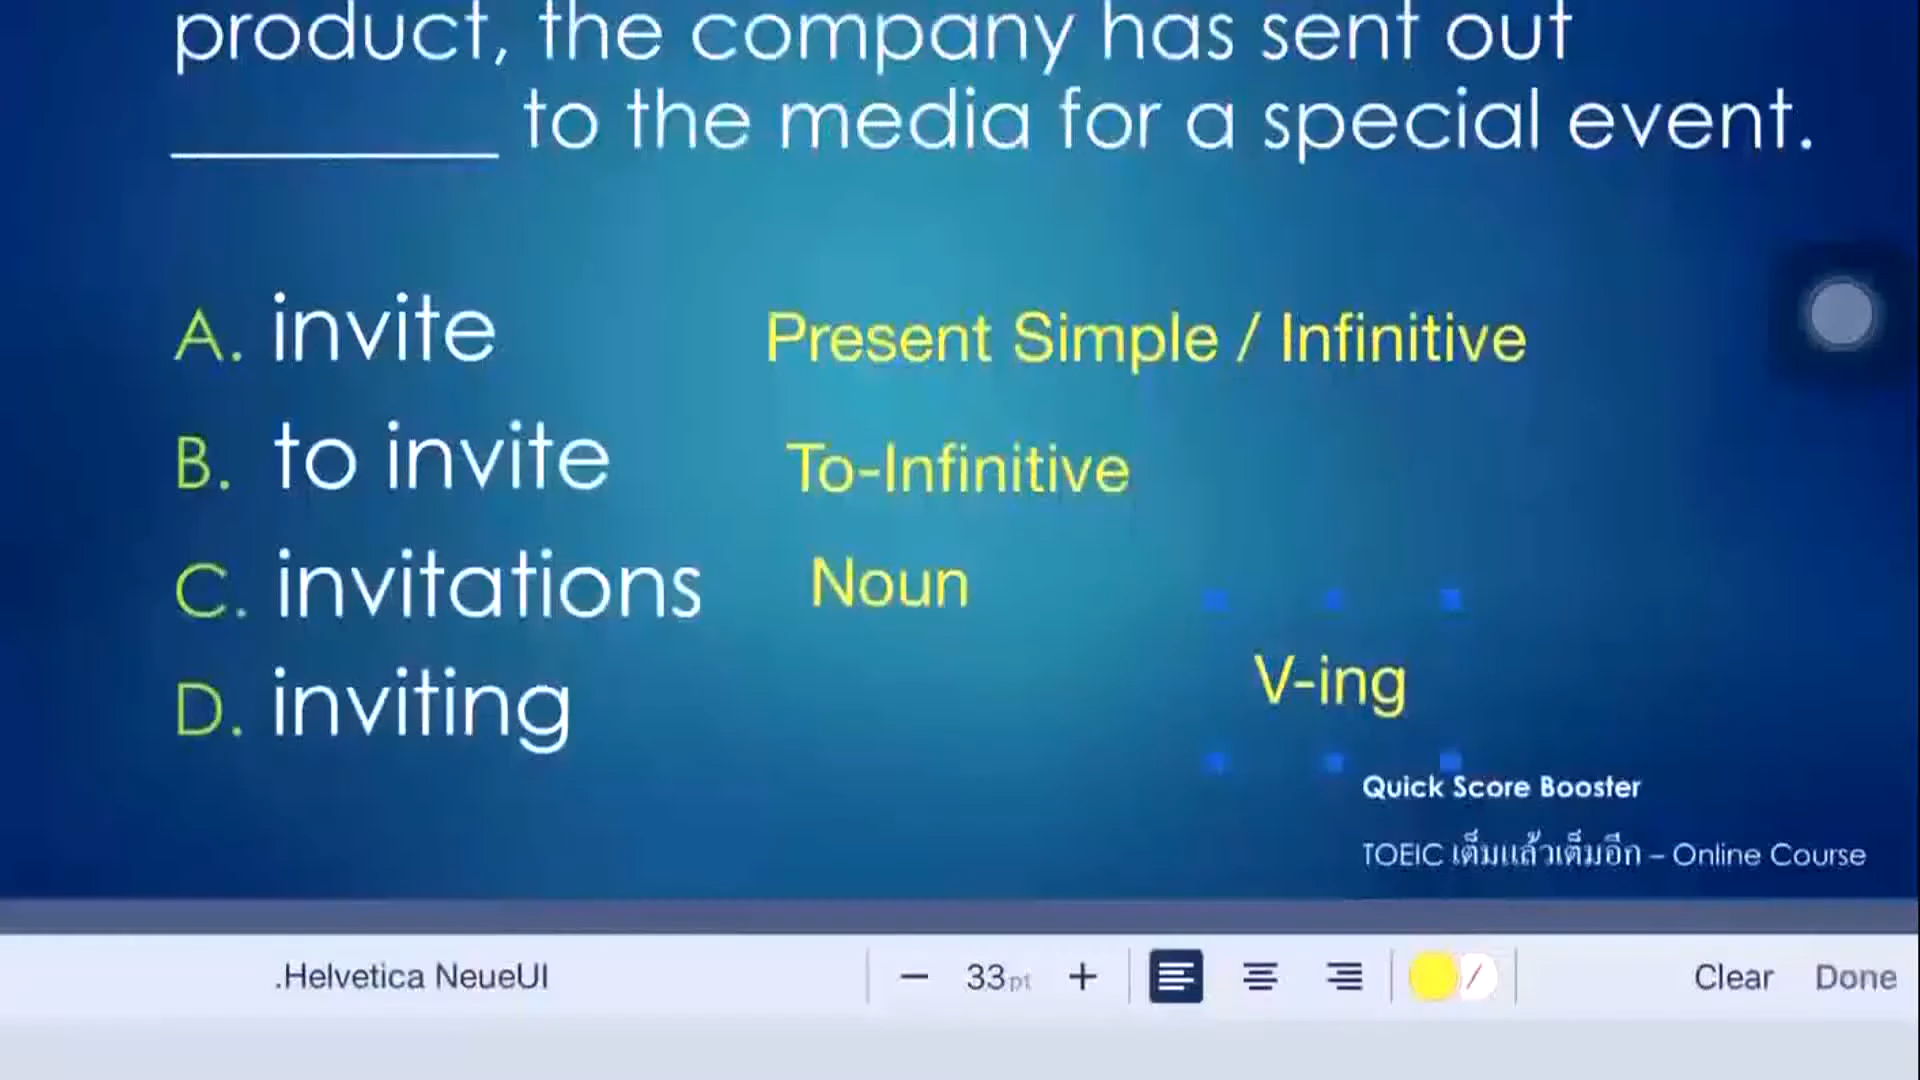 product, the company has sent out
________ to the media for a special event.
A. invite
Present Simple / Infinitive
B. to invite
To-Infinitive
C. invitations
Noun
D. inviting
V-ing
Quick Score Booster
TOEIC เต็มแล้วเต็มอีก – Online Course
.Helvetica NeueUI
33pt
Clear
Done